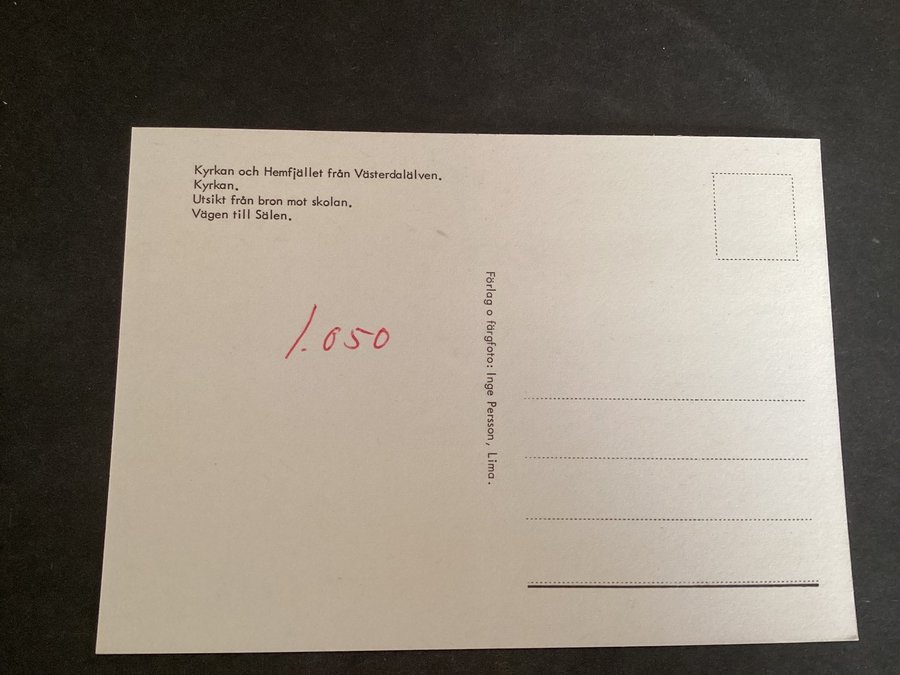 Kyrkan och Hemfjället från Västerdalälven.
Kyrkan.
Utsikt från bron mot skolan.
Vägen till Sälen.
1.050
Förlag o färgfoto: Inge Persson, Lima.